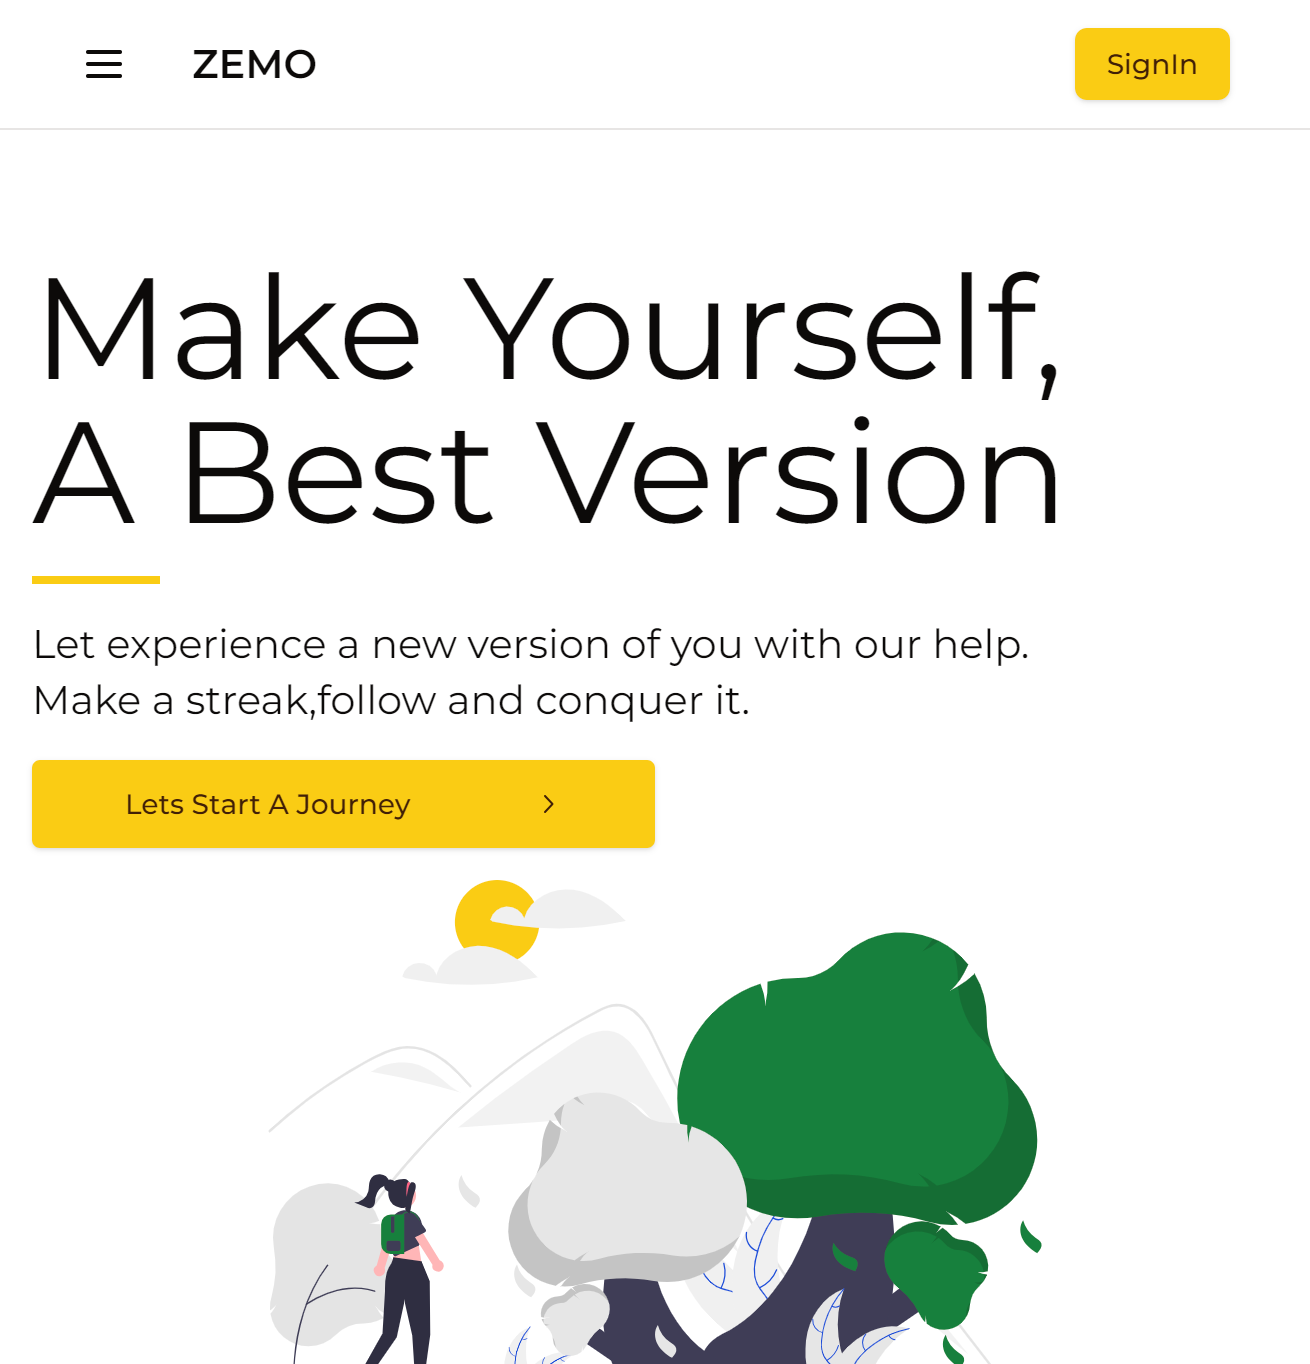 ZEMO
SignIn
Make Yourself,
A Best Version
Let experience a new version of you with our help.
Make a streak,follow and conquer it.
Lets Start A Journey